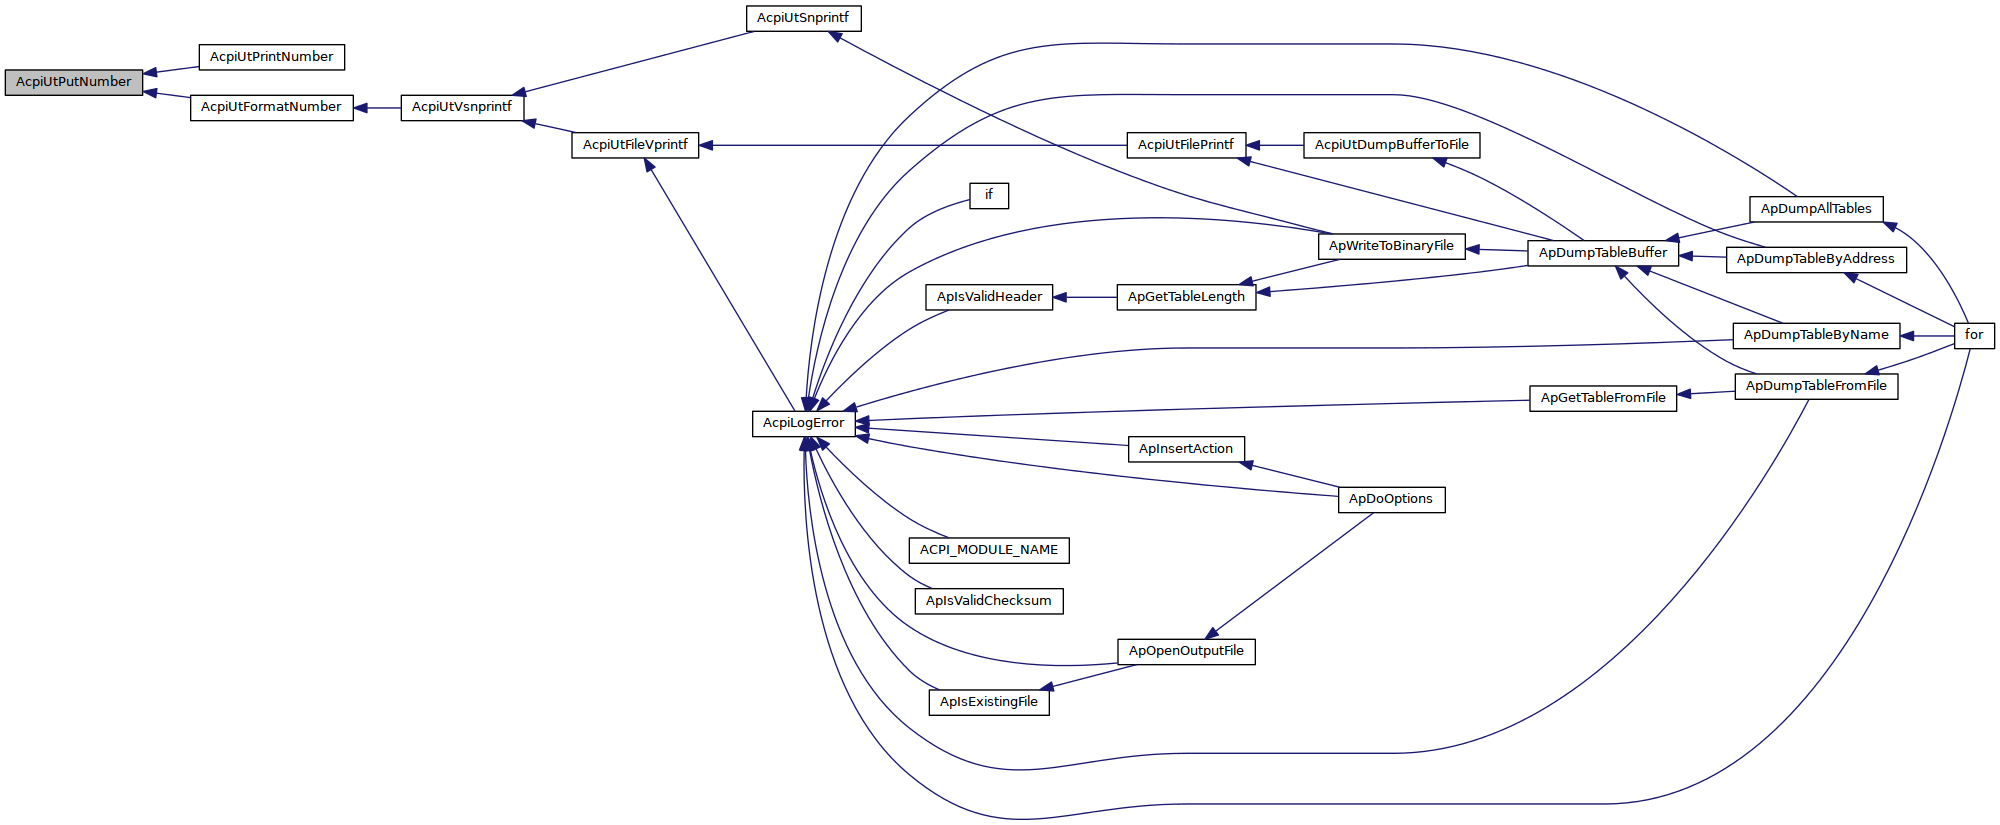 AcpiUtSnprintf
AcpiUtPrintNumber
AcpiUtPutNumber
AcpiUtFormatNumber
AcpiUtVsnprintf
AcpiUtFileVprintf
AcpiUtFilePrintf
AcpiUtDumpBufferToFile
if
ApDumpAllTables
ApWriteToBinaryFile
ApDumpTableBuffer
ApDumpTableByAddress
ApIsValidHeader
ApGetTableLength
ApDumpTableByName
for
ApDumpTableFromFile
ApGetTableFromFile
AcpiLogError
ApInsertAction
ApDoOptions
ACPI_MODULE_NAME
ApIsValidChecksum
ApOpenOutputFile
ApIsExistingFile